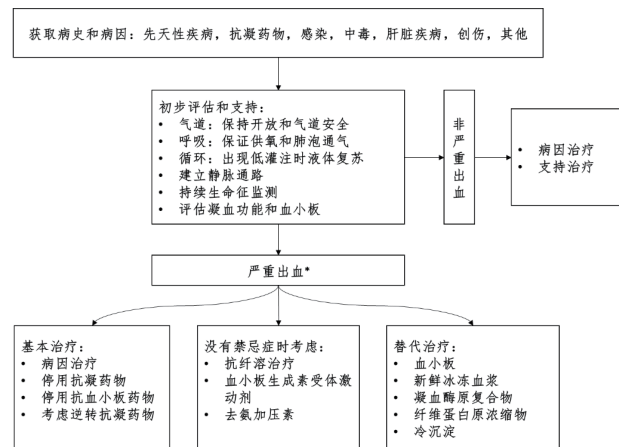 获取病史和病因：先天性疾病，抗凝药物，感染，中毒，肝脏疾病，创伤，其他
初步评估和支持：
• 气道：保持开放和气道安全
• 呼吸：保证供氧和肺泡通气
• 循环：出现低灌注时液体复苏
• 建立静脉通路
• 持续生命征监测
• 评估凝血功能和血小板
非严重出血
• 病因治疗
• 支持治疗
严重出血*
基本治疗：
• 病因治疗
• 停用抗凝药物
• 停用抗血小板药物
• 考虑逆转抗凝药物
没有禁忌症时考虑：
• 抗纤溶治疗
• 血小板生成素受体激
动剂
• 去氨加压素
替代治疗：
• 血小板
• 新鲜冰冻血浆
• 凝血酶原复合物
• 纤维蛋白原浓缩物
• 冷沉淀